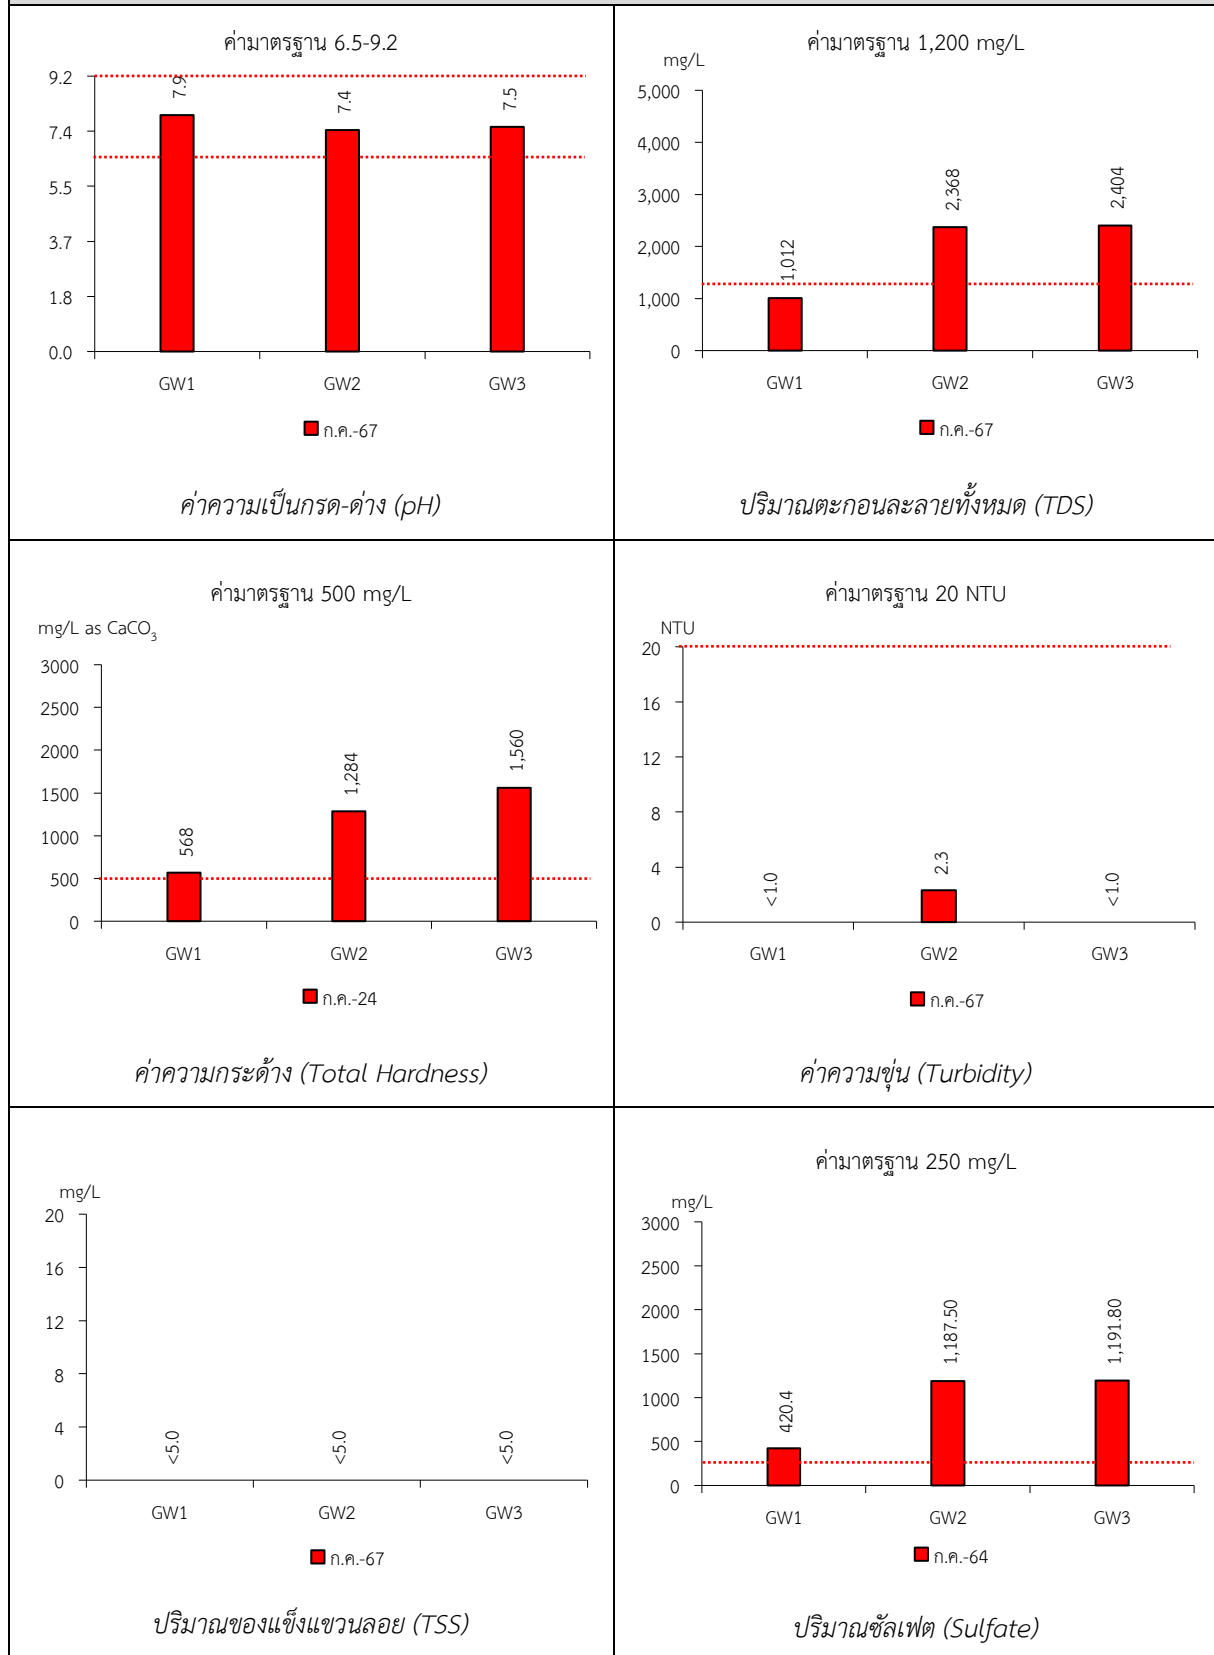 ค่ามาตรฐาน 6.5-9.2
9.2
7.4
5.5
3.7
1.8
0.0
7.9
7.4
7.5
GW1 GW2 GW3
ก.ค.-67
ค่าความเป็นกรด-ด่าง (pH)
ค่ามาตรฐาน 1,200 mg/L
mg/L
5,000
4,000
3,000
2,000
1,000
0
1,012
2,368
2,404
GW1 GW2 GW3
ก.ค.-67
ปริมาณตะกอนละลายทั้งหมด (TDS)
ค่ามาตรฐาน 500 mg/L
mg/L as CaCO₃
3000
2500
2000
1500
1000
500
0
568
1,284
1,560
GW1 GW2 GW3
ก.ค.-24
ค่าความกระด้าง (Total Hardness)
ค่ามาตรฐาน 20 NTU
NTU
20
16
12
8
4
0
<1.0
2.3
<1.0
GW1 GW2 GW3
ก.ค.-67
ค่าความขุ่น (Turbidity)
mg/L
20
16
12
8
4
0
<5.0
<5.0
<5.0
GW1 GW2 GW3
ก.ค.-67
ปริมาณของแข็งแขวนลอย (TSS)
ค่ามาตรฐาน 250 mg/L
mg/L
3000
2500
2000
1500
1000
500
0
420.4
1,187.50
1,191.80
GW1 GW2 GW3
ก.ค.-64
ปริมาณซัลเฟต (Sulfate)